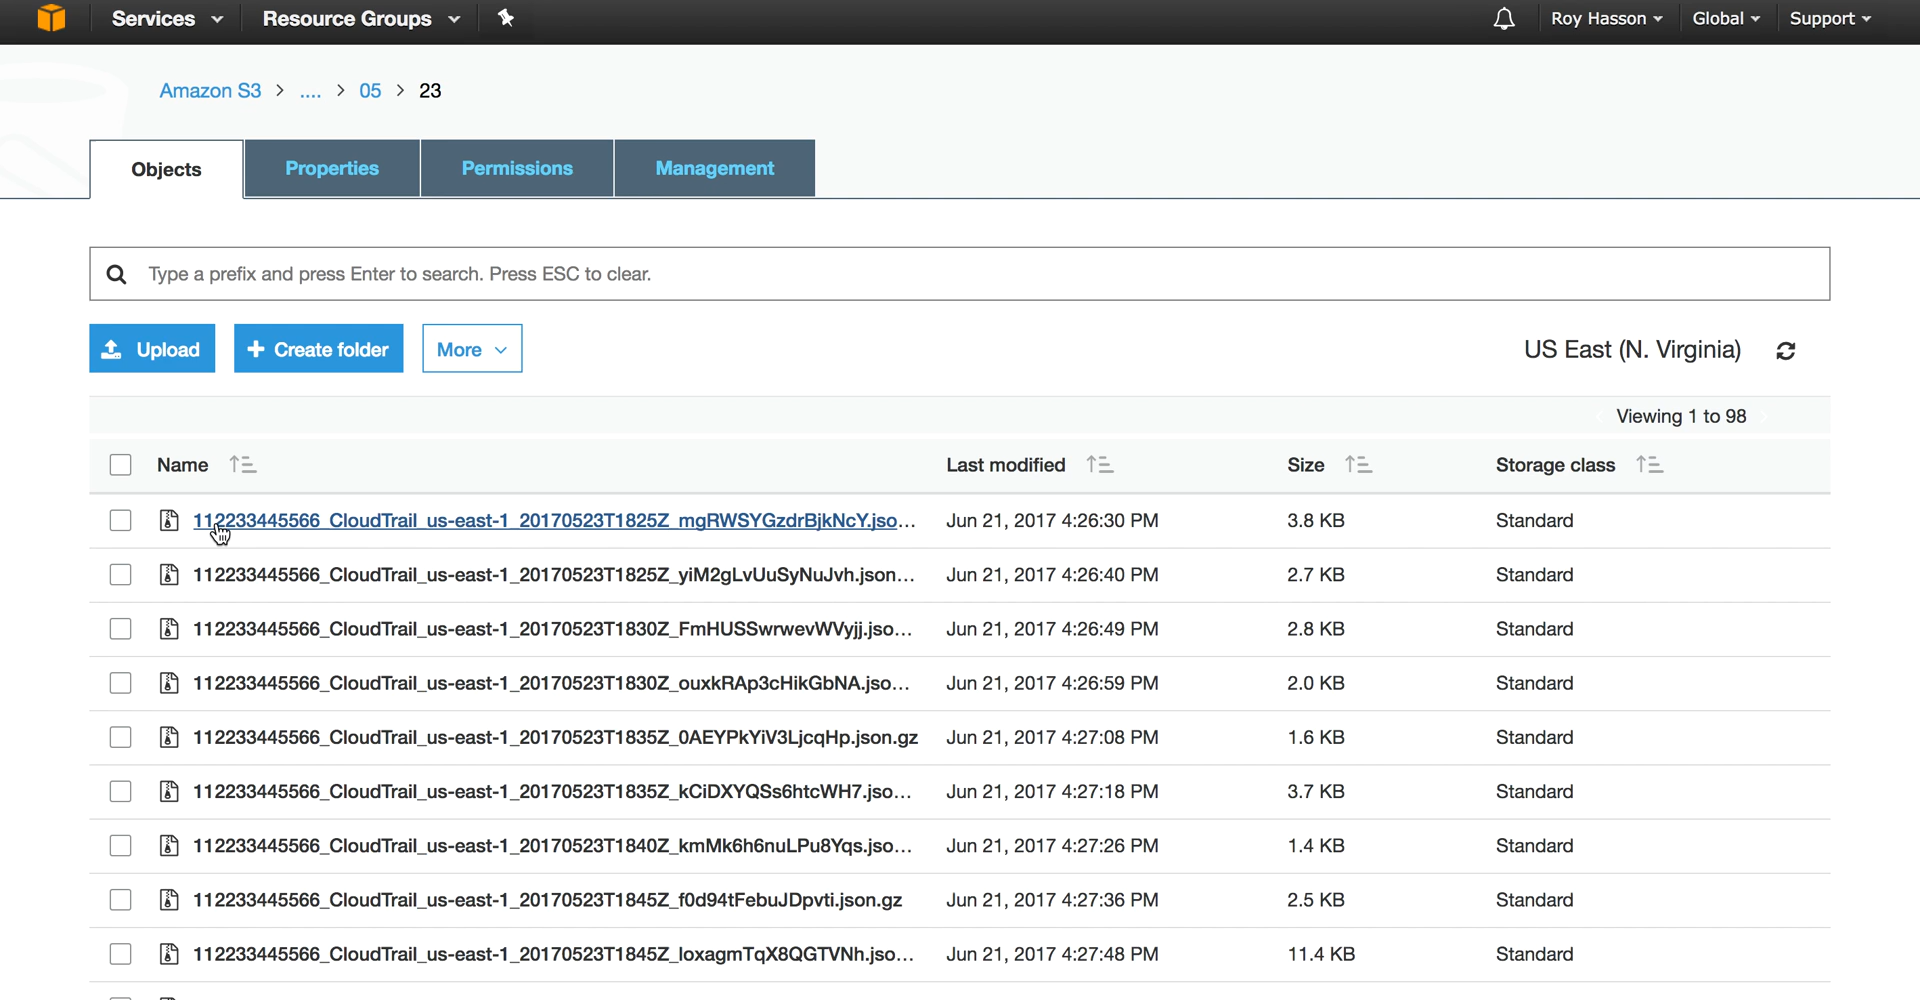 Services Resource Groups Roy Hasson Global Support
Amazon S3 > .... > 05 > 23
Objects Properties Permissions Management
Type a prefix and press Enter to search. Press ESC to clear.
Upload + Create folder More US East (N. Virginia)
Viewing 1 to 98
Name Last modified Size Storage class
112233445566_CloudTrail_us-east-1_20170523T1825Z_mgRWSYGzdrBjkNcY.jso... Jun 21, 2017 4:26:30 PM 3.8 KB Standard
112233445566_CloudTrail_us-east-1_20170523T1825Z_yiM2gLvUuSyNuJvh.json... Jun 21, 2017 4:26:40 PM 2.7 KB Standard
112233445566_CloudTrail_us-east-1_20170523T1830Z_FmHUSSwrwevWVyjj.jso... Jun 21, 2017 4:26:49 PM 2.8 KB Standard
112233445566_CloudTrail_us-east-1_20170523T1830Z_ouxkRAp3cHikGbNA.jso... Jun 21, 2017 4:26:59 PM 2.0 KB Standard
112233445566_CloudTrail_us-east-1_20170523T1835Z_0AEYPkYiV3LjcqHp.json.gz Jun 21, 2017 4:27:08 PM 1.6 KB Standard
112233445566_CloudTrail_us-east-1_20170523T1835Z_kCiDXYQSs6htcWH7.jso... Jun 21, 2017 4:27:18 PM 3.7 KB Standard
112233445566_CloudTrail_us-east-1_20170523T1840Z_kmMk6h6nuLPu8Yqs.jso... Jun 21, 2017 4:27:26 PM 1.4 KB Standard
112233445566_CloudTrail_us-east-1_20170523T1845Z_f0d94tFebuJDpvti.json.gz Jun 21, 2017 4:27:36 PM 2.5 KB Standard
112233445566_CloudTrail_us-east-1_20170523T1845Z_loxagmTqX8QGTVNh.jso... Jun 21, 2017 4:27:48 PM 11.4 KB Standard